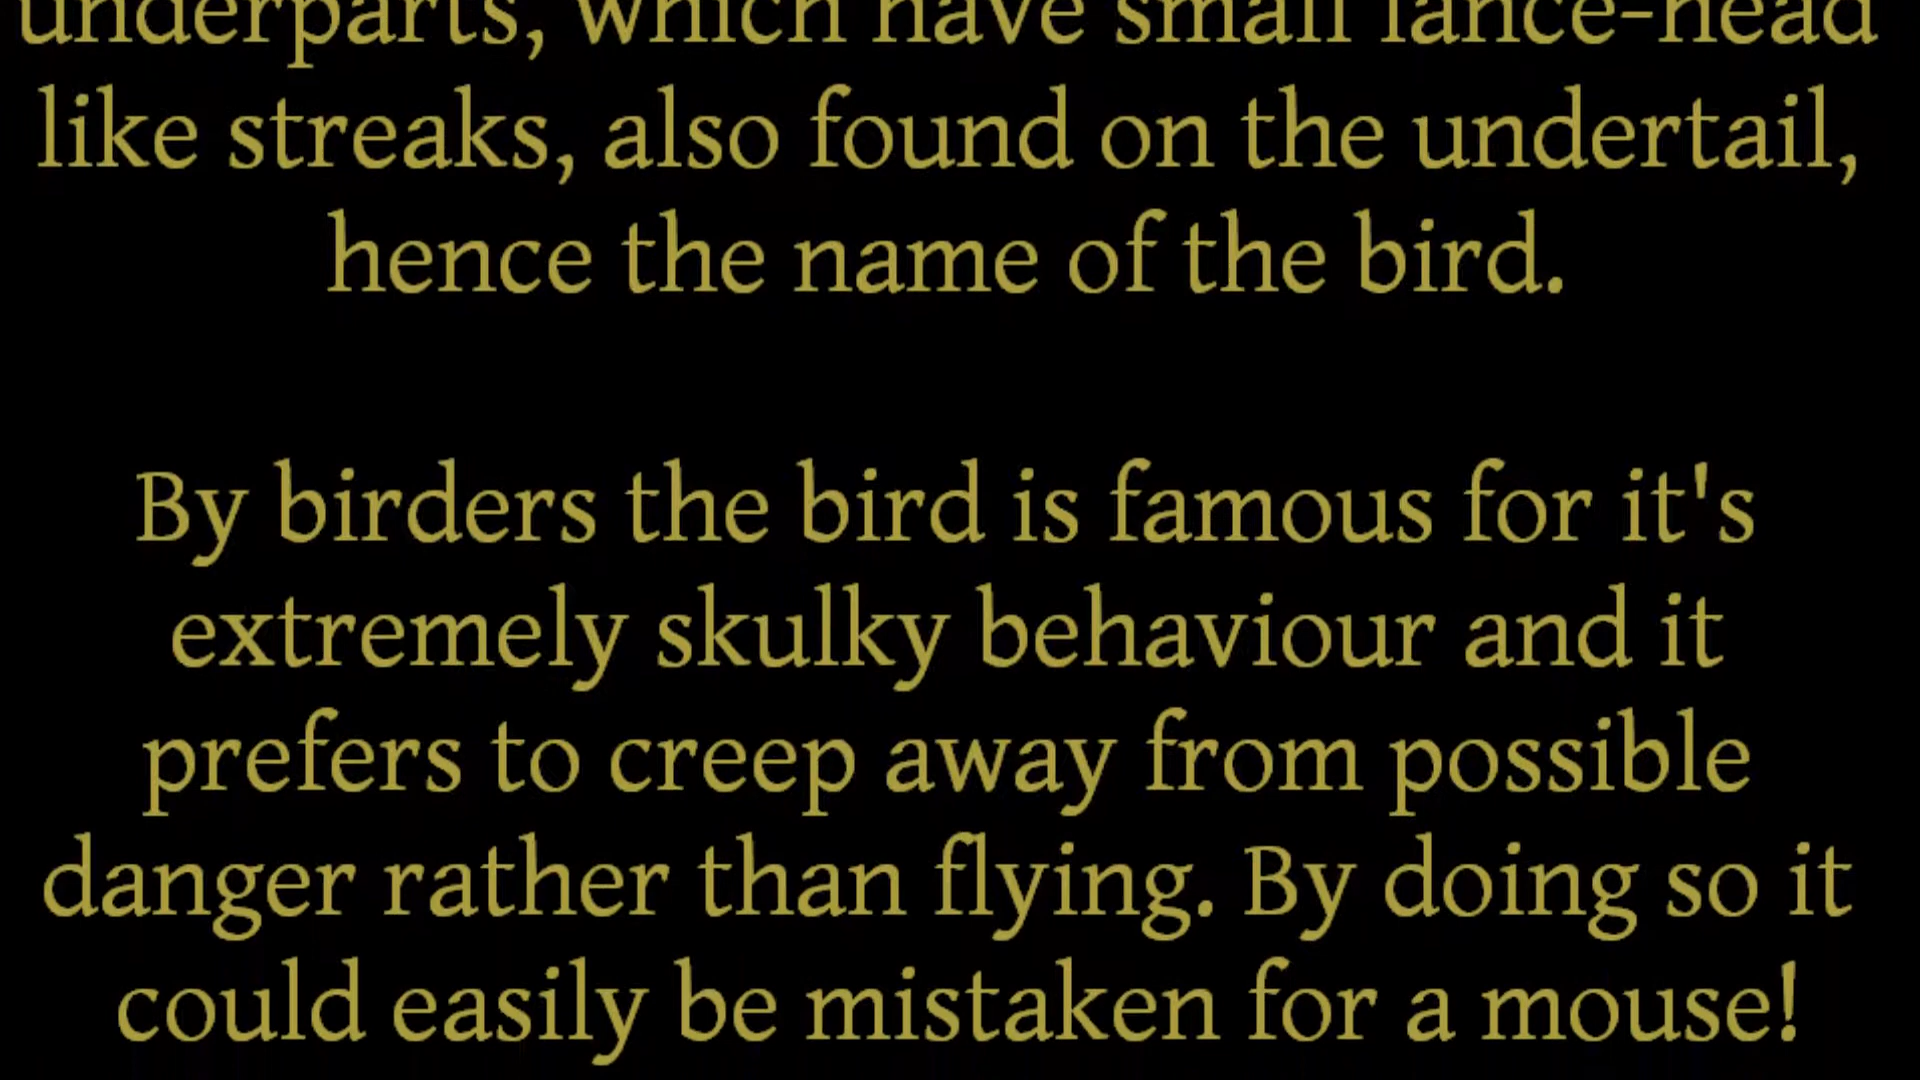 underparts, which have small lance-head
like streaks, also found on the undertail,
hence the name of the bird.
By birders the bird is famous for it's
extremely skulky behaviour and it
prefers to creep away from possible
danger rather than flying. By doing so it
could easily be mistaken for a mouse!